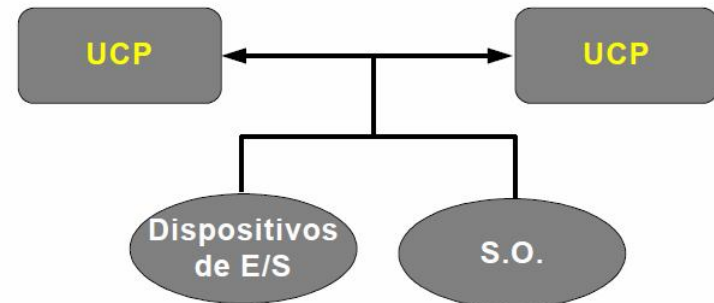 UCP
UCP
Dispositivos
de E/S
S.O.